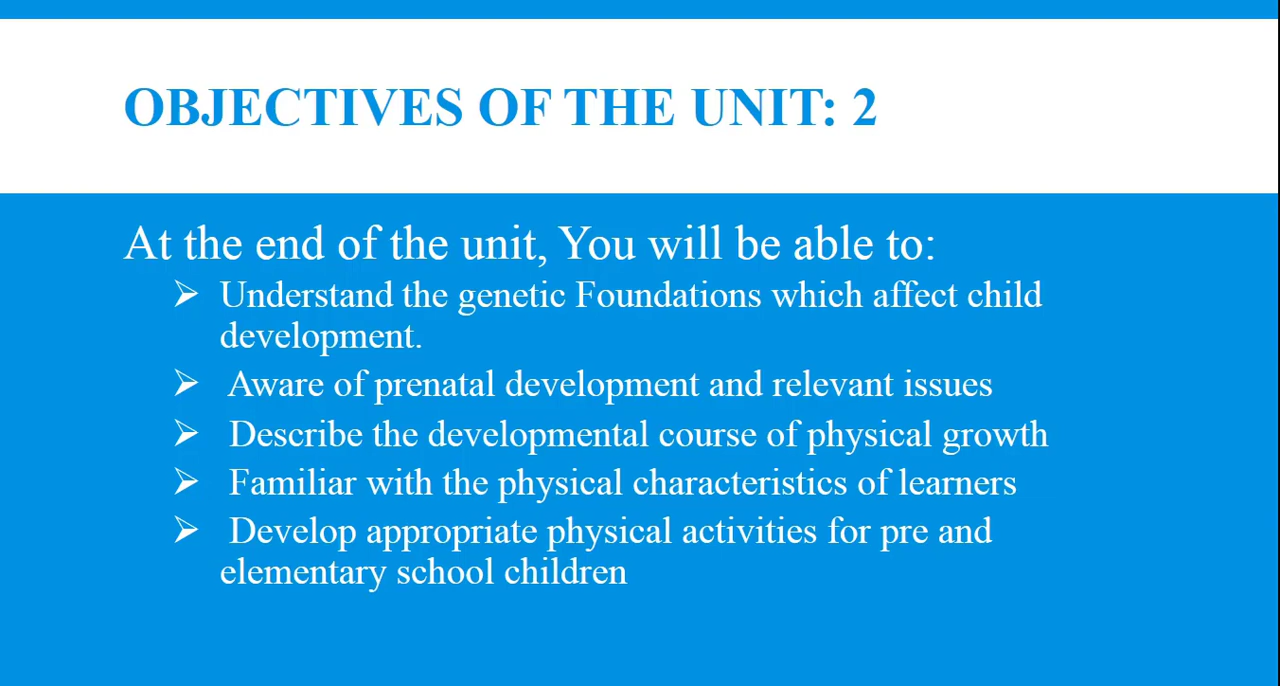 OBJECTIVES OF THE UNIT: 2
At the end of the unit, You will be able to:
Understand the genetic Foundations which affect child
development.
Aware of prenatal development and relevant issues
Describe the developmental course of physical growth
Familiar with the physical characteristics of learners
Develop appropriate physical activities for pre and
elementary school children